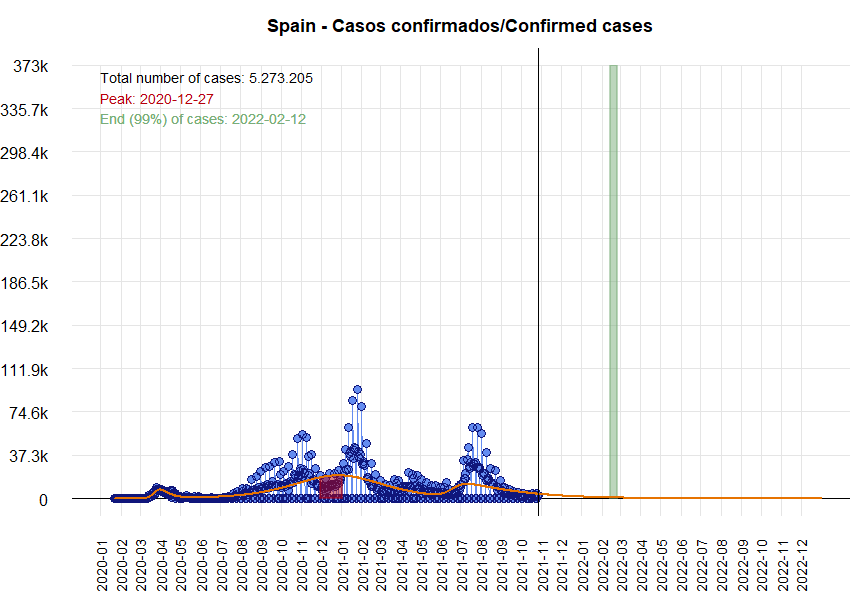 Spain - Casos confirmados/Confirmed cases
Total number of cases: 5.273.205
Peak: 2020-12-27
End (99%) of cases: 2022-02-12
373k
335.7k
298.4k
261.1k
223.8k
186.5k
149.2k
111.9k
74.6k
37.3k
0
2020-01
2020-02
2020-03
2020-04
2020-05
2020-06
2020-07
2020-08
2020-09
2020-10
2020-11
2020-12
2021-01
2021-02
2021-03
2021-04
2021-05
2021-06
2021-07
2021-08
2021-09
2021-10
2021-11
2021-12
2022-01
2022-02
2022-03
2022-04
2022-05
2022-06
2022-07
2022-08
2022-09
2022-10
2022-11
2022-12